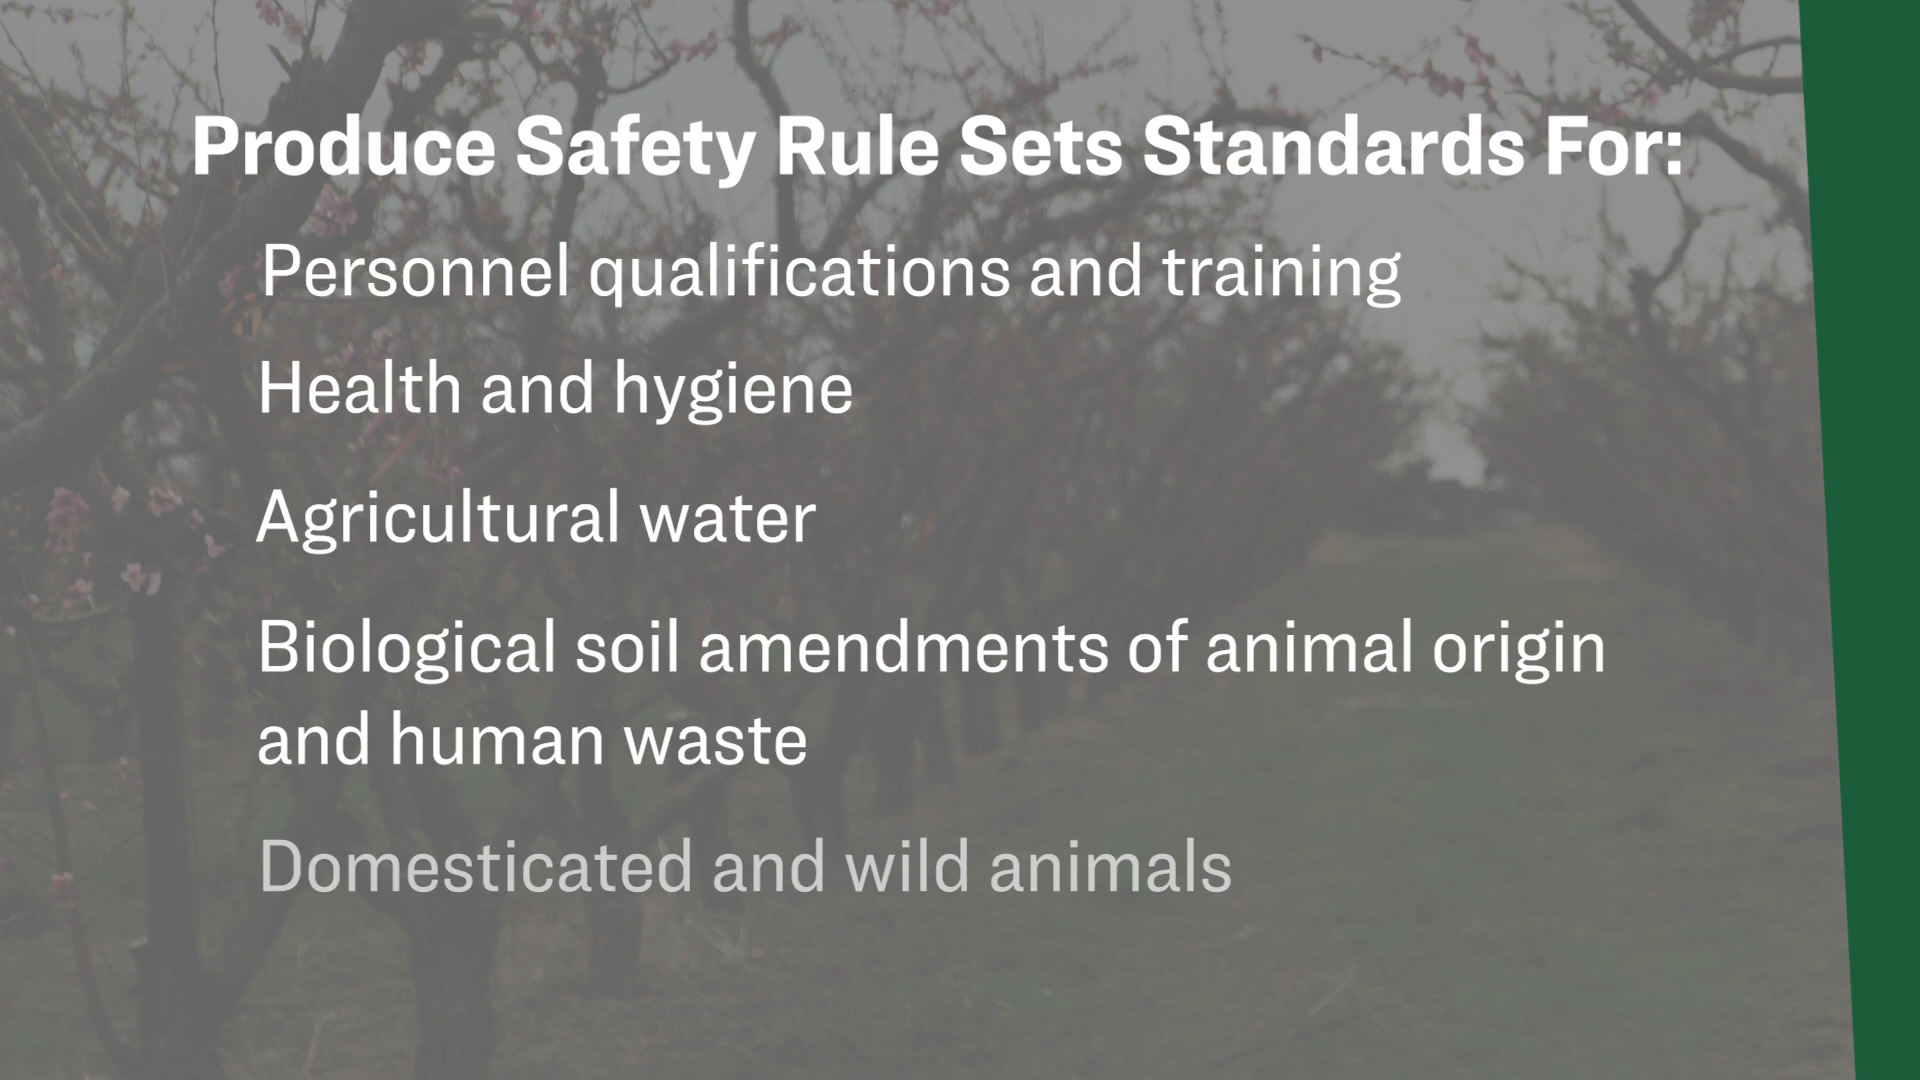 Produce Safety Rule Sets Standards For:
Personnel qualifications and training
Health and hygiene
Agricultural water
Biological soil amendments of animal origin
and human waste
Domesticated and wild animals